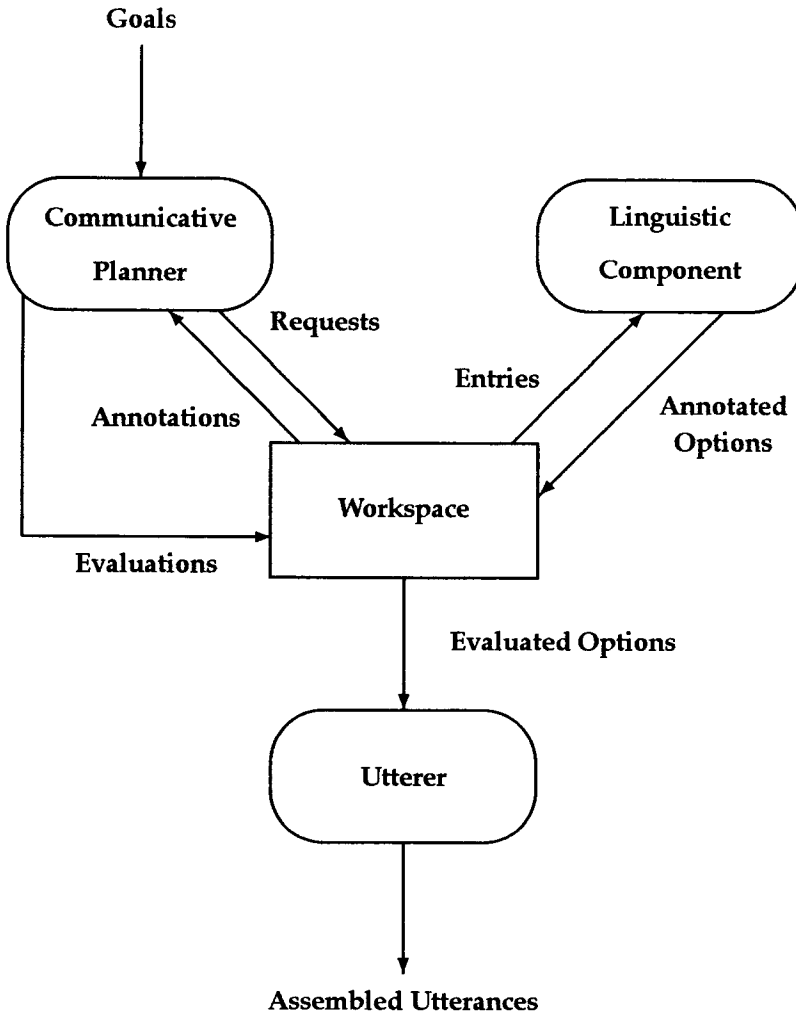 Goals
Communicative
Planner
Linguistic
Component
Requests
Entries
Annotations
Annotated
Options
Workspace
Evaluations
Evaluated Options
Utterer
Assembled Utterances